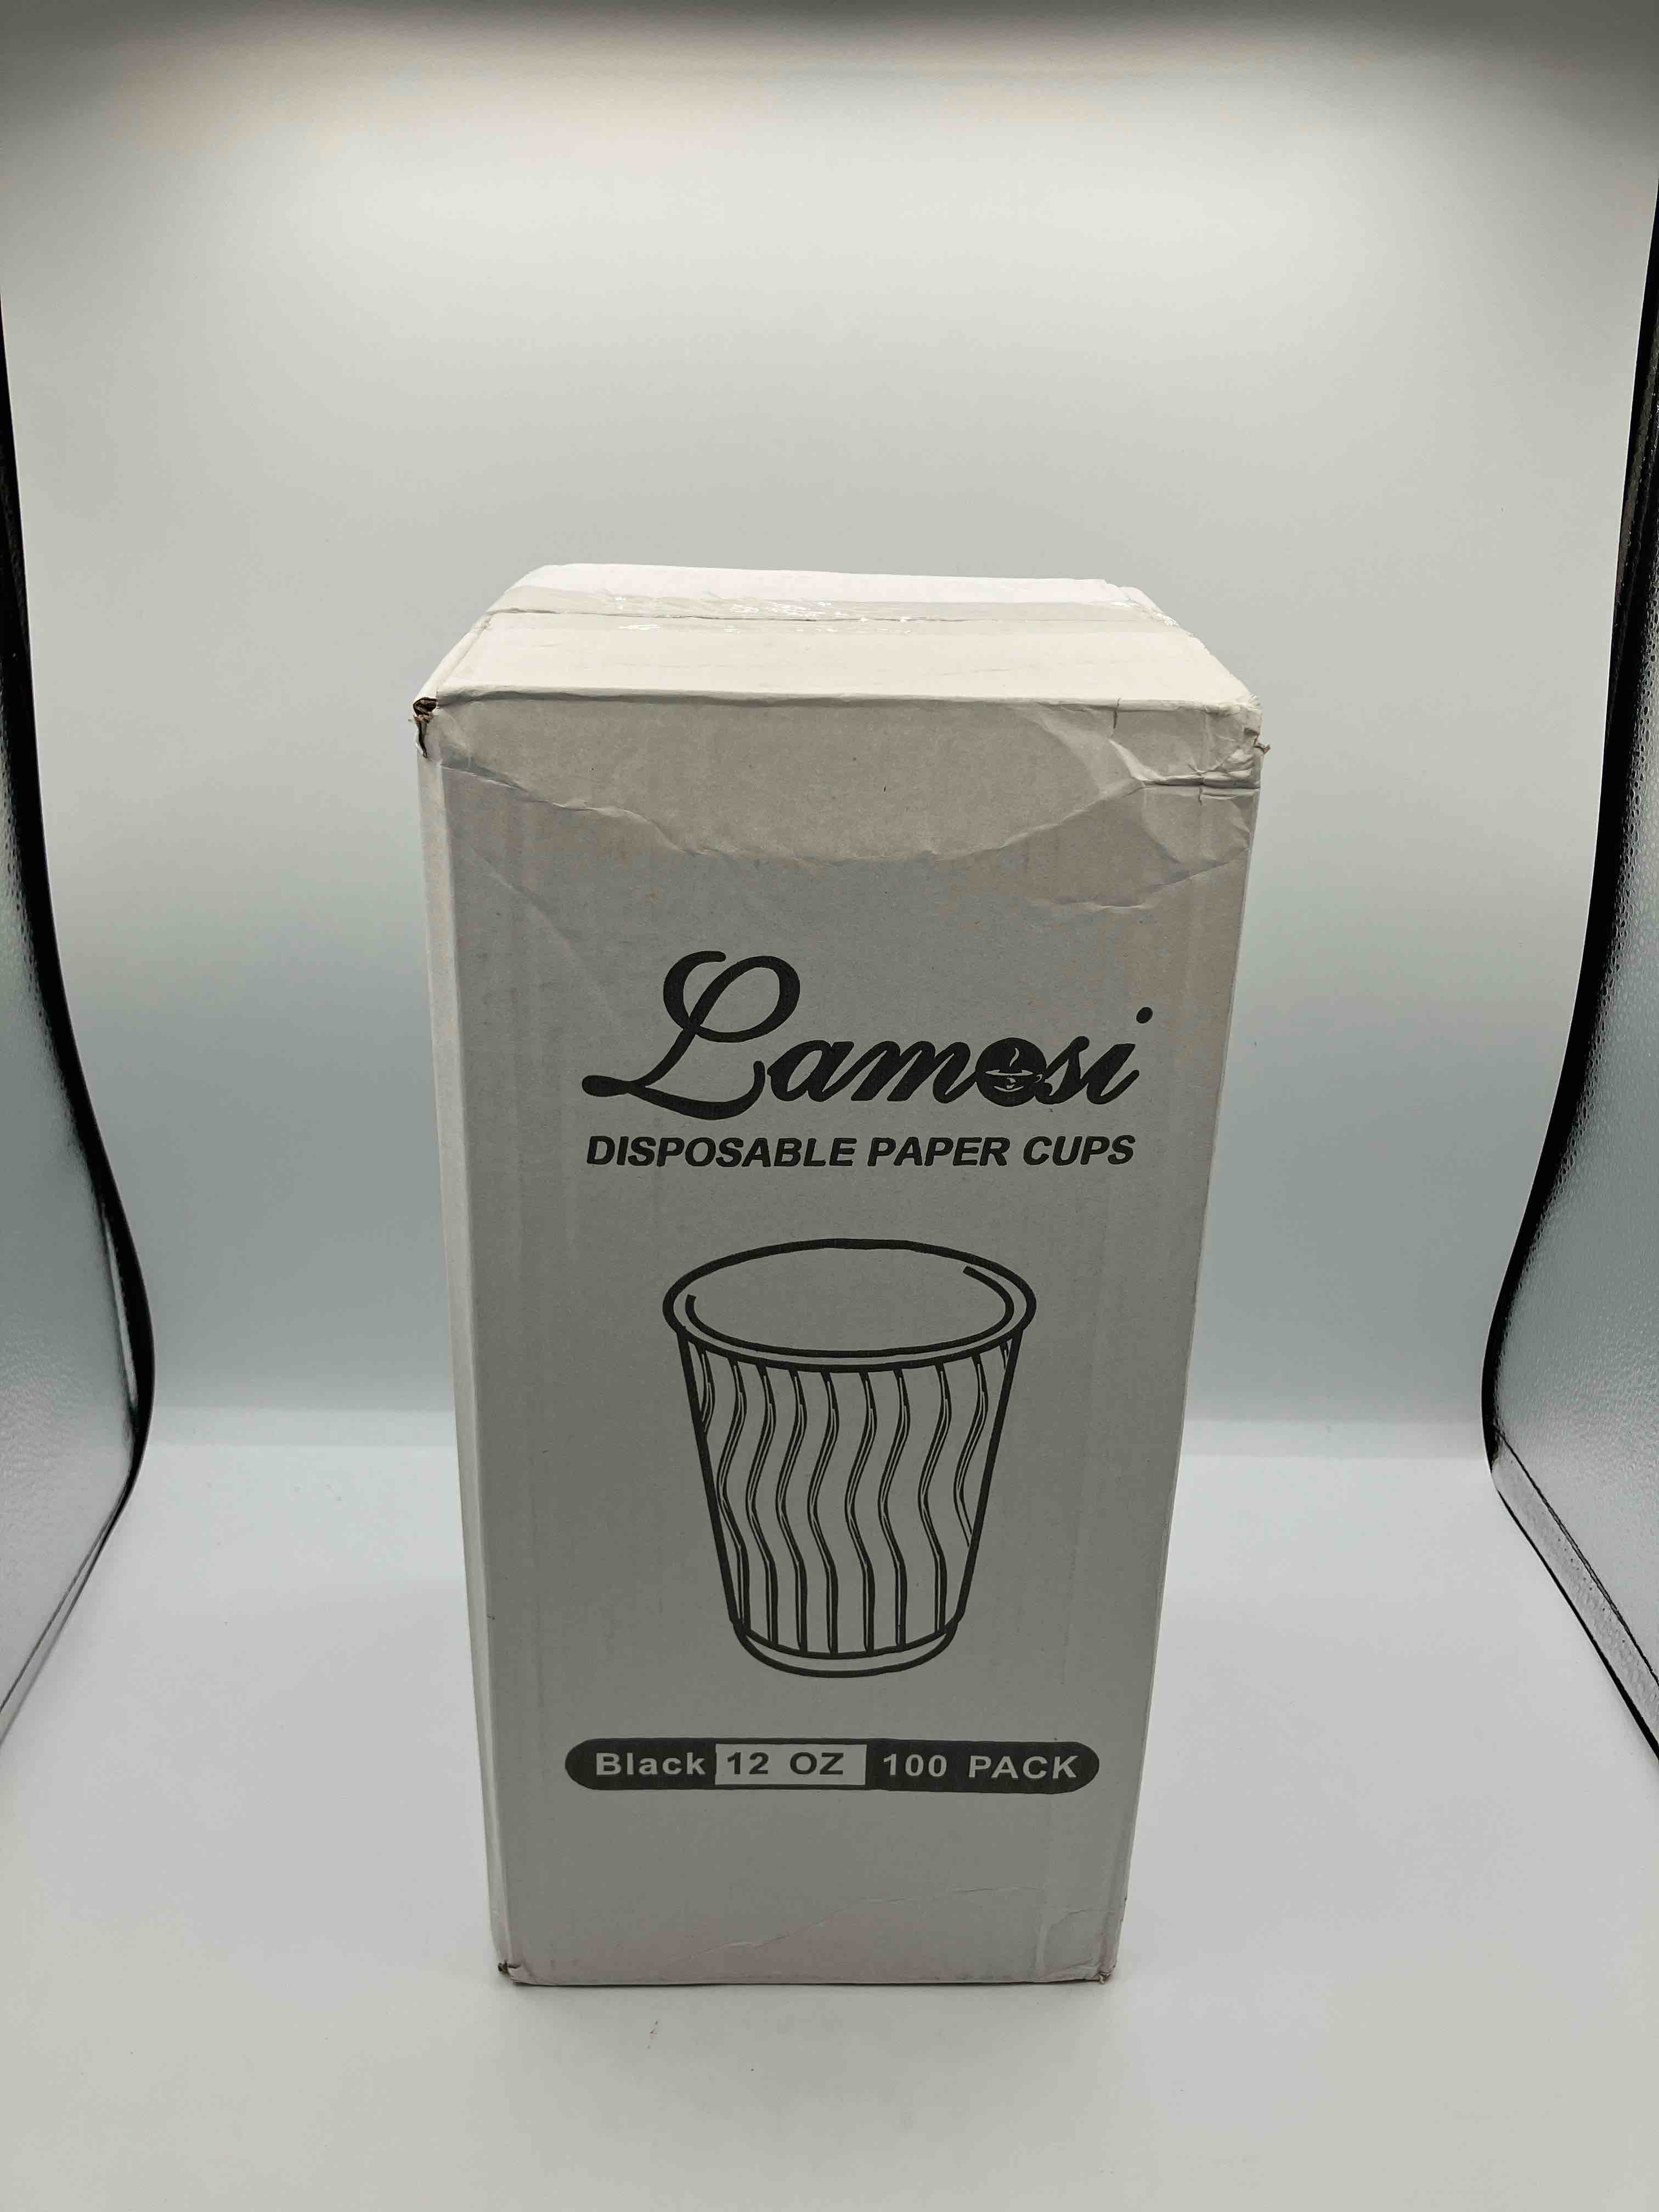 Lamosi
DISPOSABLE PAPER CUPS
Black 12 OZ 100 PACK